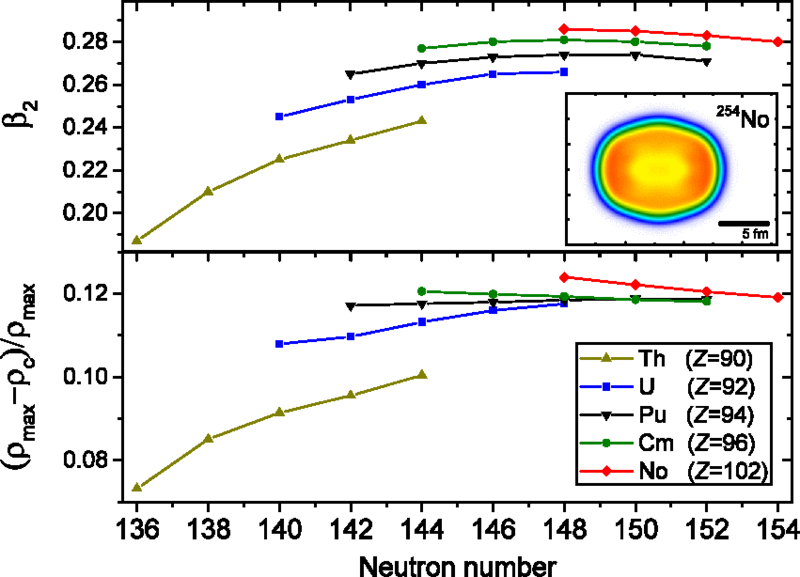 0.28
0.26
0.24
0.22
0.20
β₂
²⁵⁴No
5 fm
0.12
0.10
0.08
(ρmax−ρc)/ρmax
Th (Z=90)
U (Z=92)
Pu (Z=94)
Cm (Z=96)
No (Z=102)
136 138 140 142 144 146 148 150 152 154
Neutron number